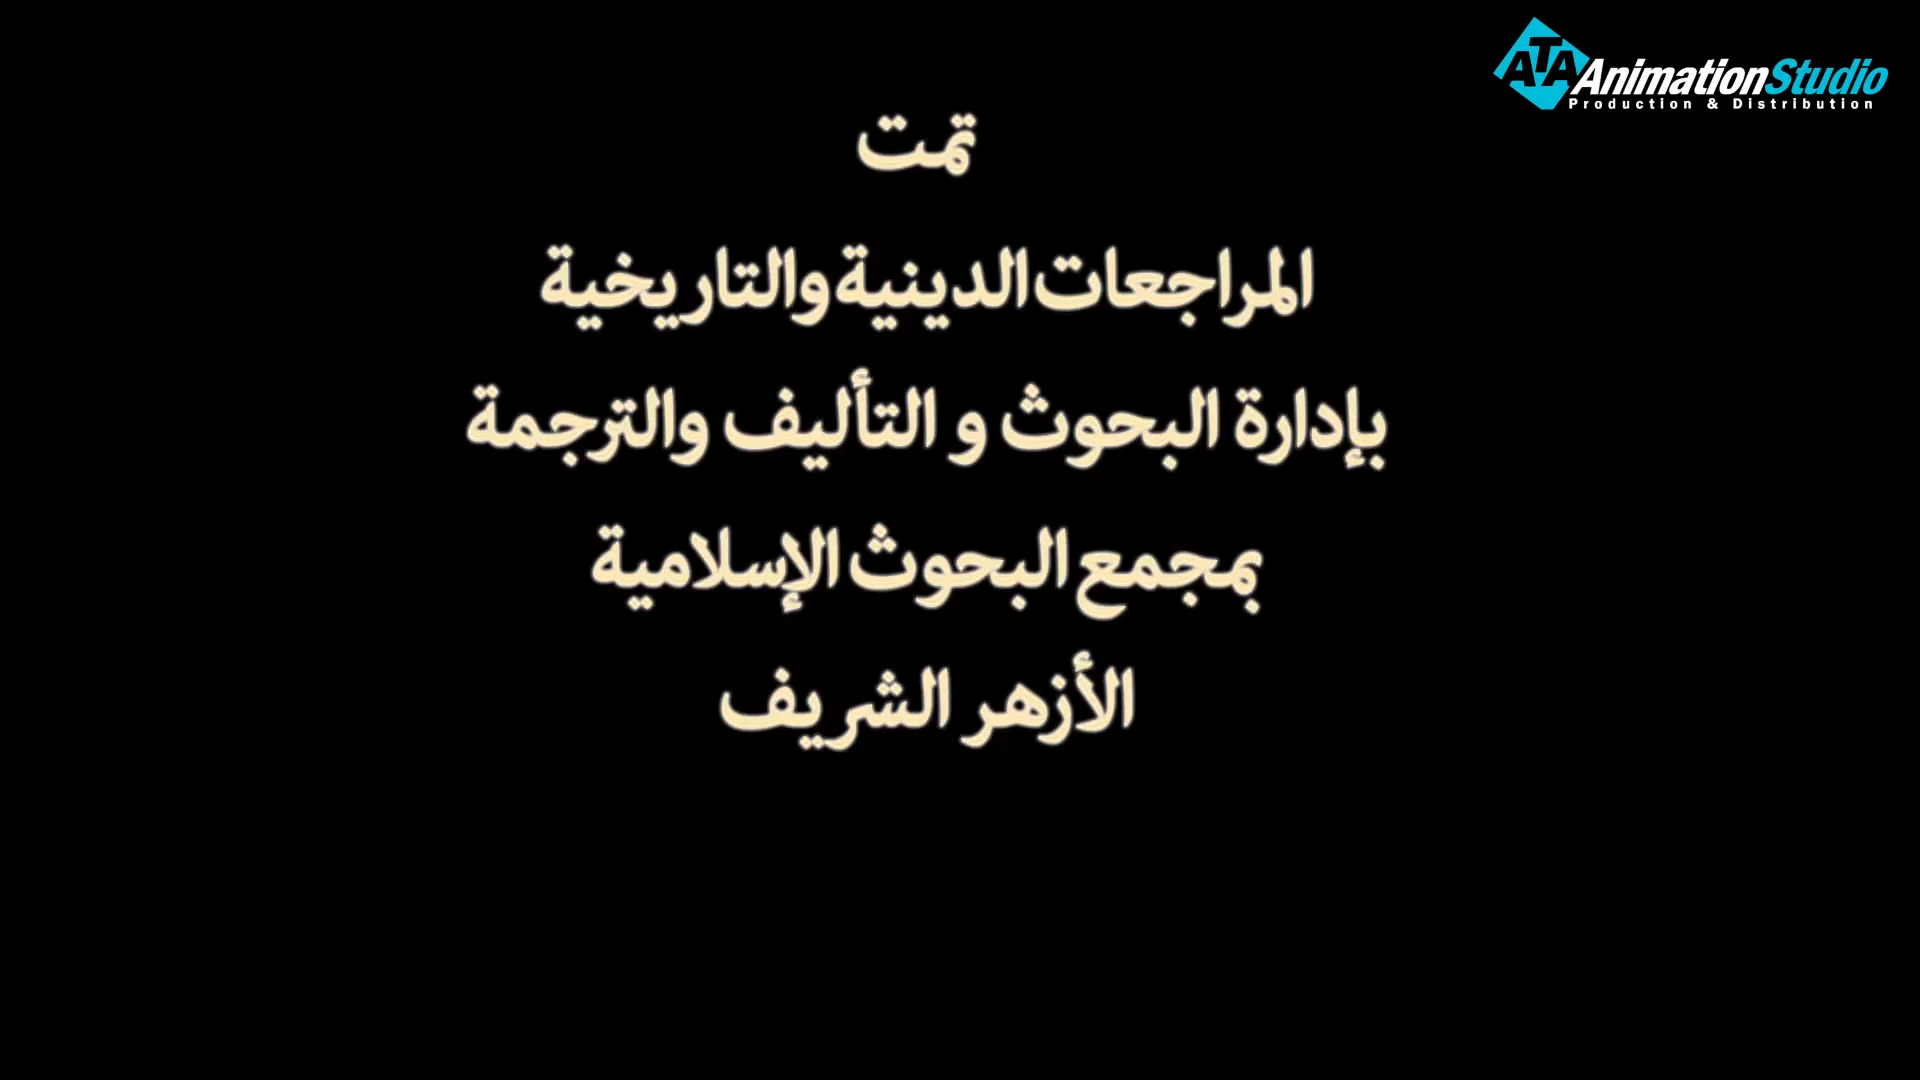 ATA AnimationStudio
Production & Distribution
تمت
المراجعات الدينية والتاريخية
بإدارة البحوث و التأليف والترجمة
بمجمع البحوث الإسلامية
الأزهر الشريف